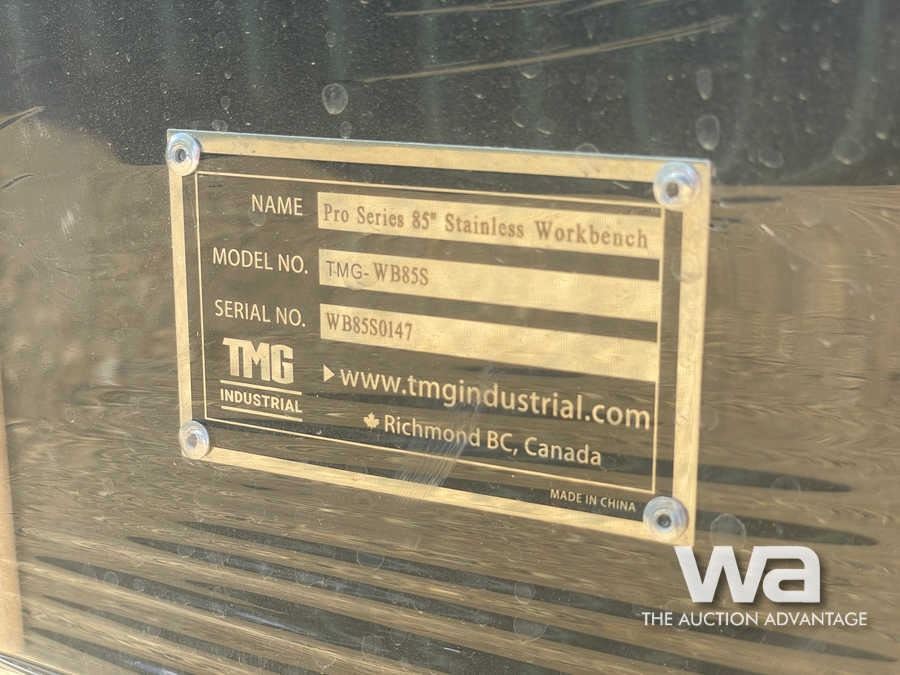 NAME Pro Series 85" Stainless Workbench
MODEL NO. TMG-WB85S
SERIAL NO. WB85S0147
TMG
INDUSTRIAL
www.tmgindustrial.com
Richmond BC, Canada
MADE IN CHINA
wa
THE AUCTION ADVANTAGE